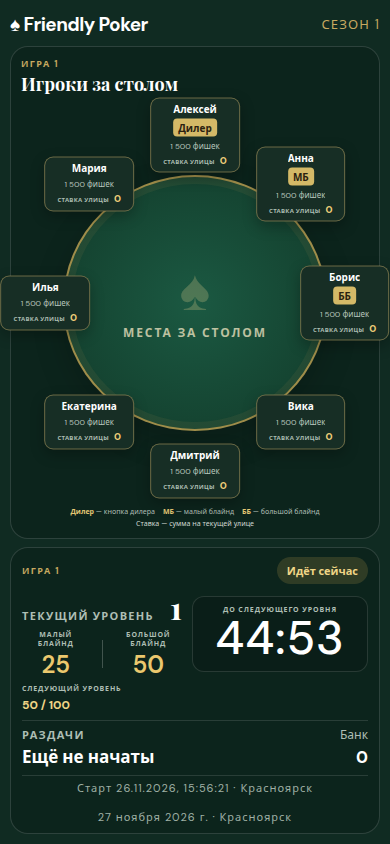 ♠ Friendly Poker
СЕЗОН 1
ИГРА 1
Игроки за столом
Алексей
Дилер
1 500 фишек
СТАВКА УЛИЦЫ 0
Анна
МБ
1 500 фишек
СТАВКА УЛИЦЫ 0
Мария
1 500 фишек
СТАВКА УЛИЦЫ 0
Борис
ББ
1 500 фишек
СТАВКА УЛИЦЫ 0
Илья
1 500 фишек
СТАВКА УЛИЦЫ 0
♠
МЕСТА ЗА СТОЛОМ
Екатерина
1 500 фишек
СТАВКА УЛИЦЫ 0
Вика
1 500 фишек
СТАВКА УЛИЦЫ 0
Дмитрий
1 500 фишек
СТАВКА УЛИЦЫ 0
Дилер — кнопка дилера МБ — малый блайнд ББ — большой блайнд
Ставка — сумма на текущей улице
ИГРА 1
Идёт сейчас
ТЕКУЩИЙ УРОВЕНЬ 1
МАЛЫЙ
БЛАЙНД
25
БОЛЬШОЙ
БЛАЙНД
50
ДО СЛЕДУЮЩЕГО УРОВНЯ
44:53
СЛЕДУЮЩИЙ УРОВЕНЬ
50 / 100
РАЗДАЧИ
Банк
Ещё не начаты
0
Старт 26.11.2026, 15:56:21 · Красноярск
27 ноября 2026 г. · Красноярск